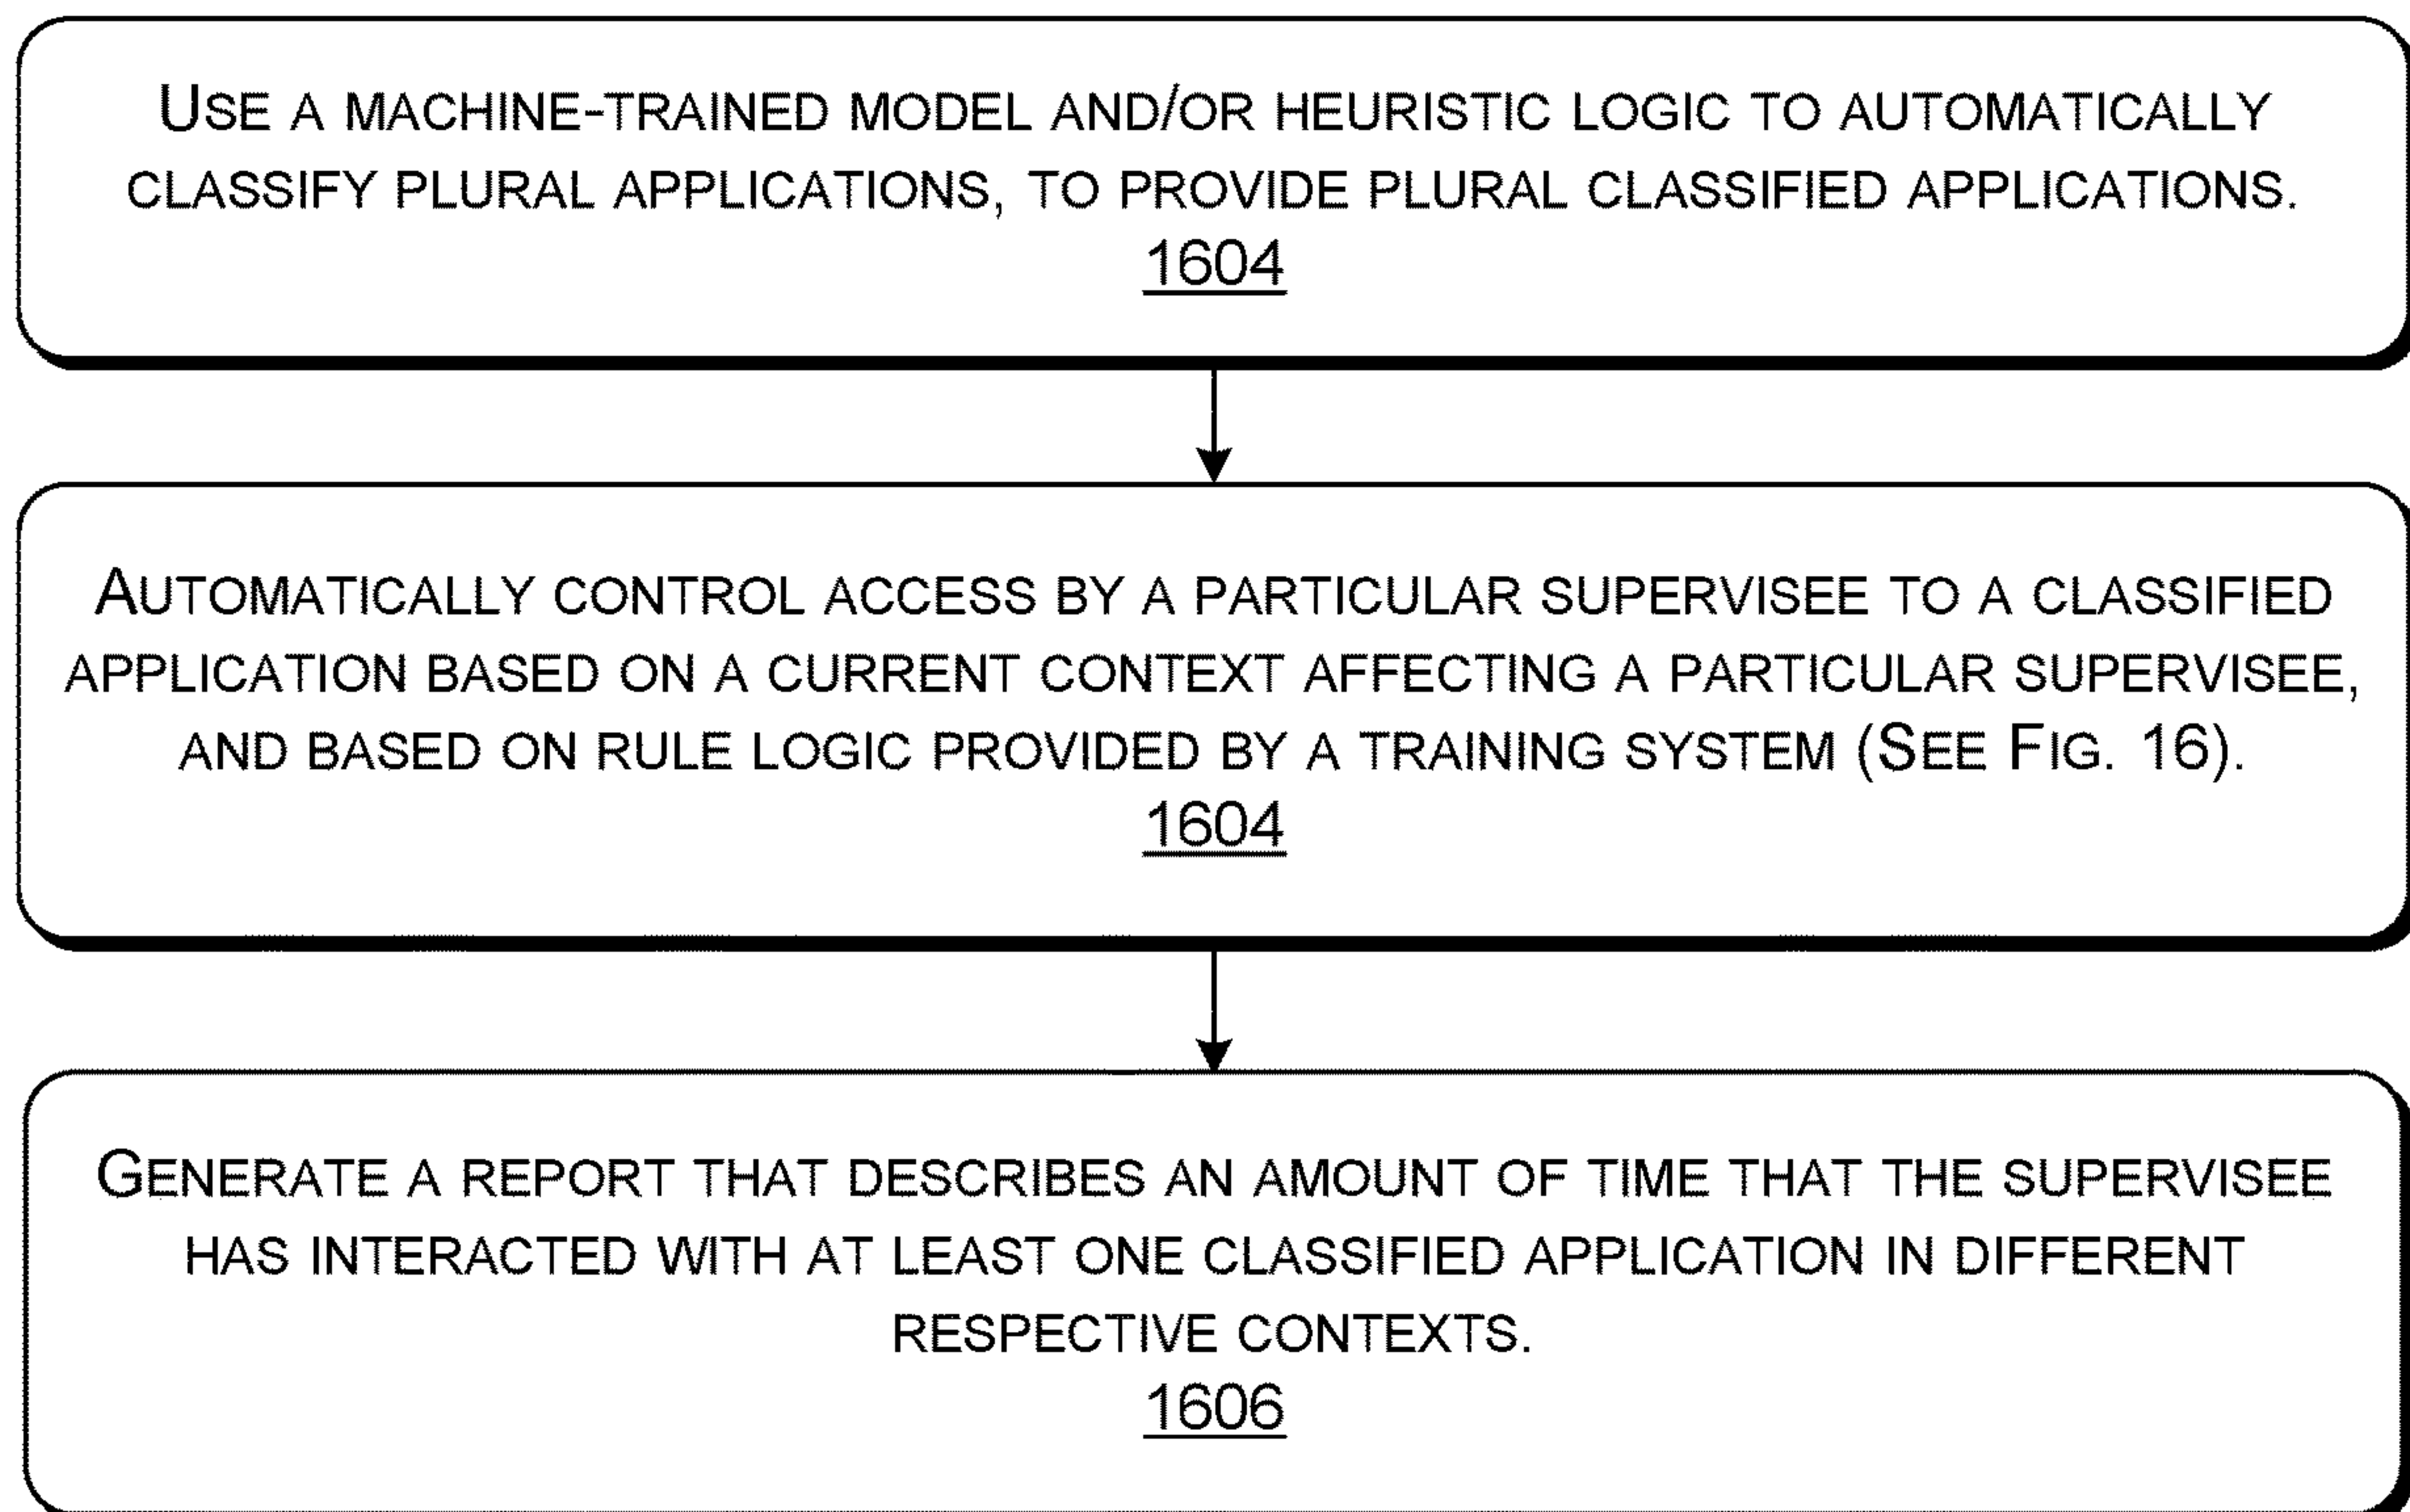 USE A MACHINE-TRAINED MODEL AND/OR HEURISTIC LOGIC TO AUTOMATICALLY
CLASSIFY PLURAL APPLICATIONS, TO PROVIDE PLURAL CLASSIFIED APPLICATIONS.
1604
AUTOMATICALLY CONTROL ACCESS BY A PARTICULAR SUPERVISEE TO A CLASSIFIED
APPLICATION BASED ON A CURRENT CONTEXT AFFECTING A PARTICULAR SUPERVISEE,
AND BASED ON RULE LOGIC PROVIDED BY A TRAINING SYSTEM (SEE FIG. 16).
1604
GENERATE A REPORT THAT DESCRIBES AN AMOUNT OF TIME THAT THE SUPERVISEE
HAS INTERACTED WITH AT LEAST ONE CLASSIFIED APPLICATION IN DIFFERENT
RESPECTIVE CONTEXTS.
1606